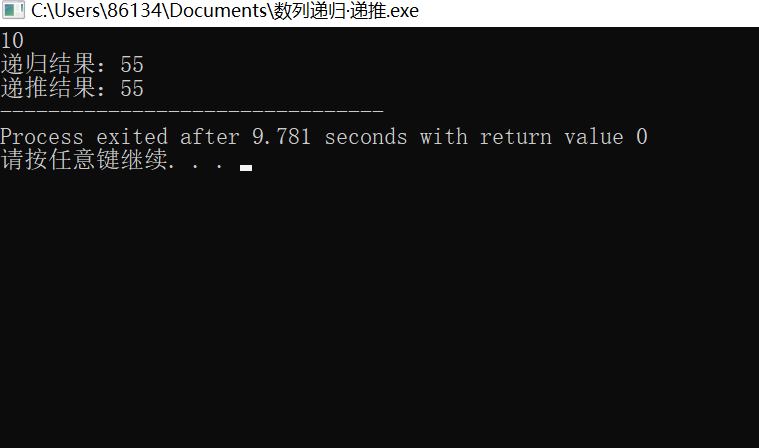 C:\Users\86134\Documents\数列递归·递推.exe
10
递归结果：55
递推结果：55
--------------------------------
Process exited after 9.781 seconds with return value 0
请按任意键继续. . .